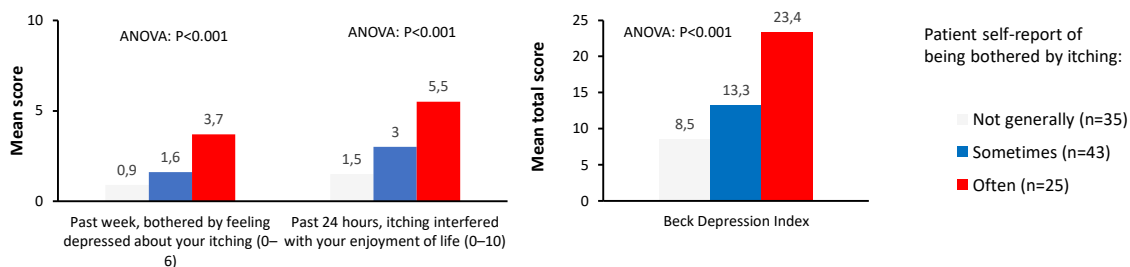 Mean score
10
5
0
ANOVA: P<0.001
ANOVA: P<0.001
0,9
1,6
3,7
1,5
3
5,5
Past week, bothered by feeling
depressed about your itching (0–
6)
Past 24 hours, itching interfered
with your enjoyment of life (0–10)
Mean total score
25
20
15
10
5
0
ANOVA: P<0.001
8,5
13,3
23,4
Beck Depression Index
Patient self-report of
being bothered by itching:
Not generally (n=35)
Sometimes (n=43)
Often (n=25)